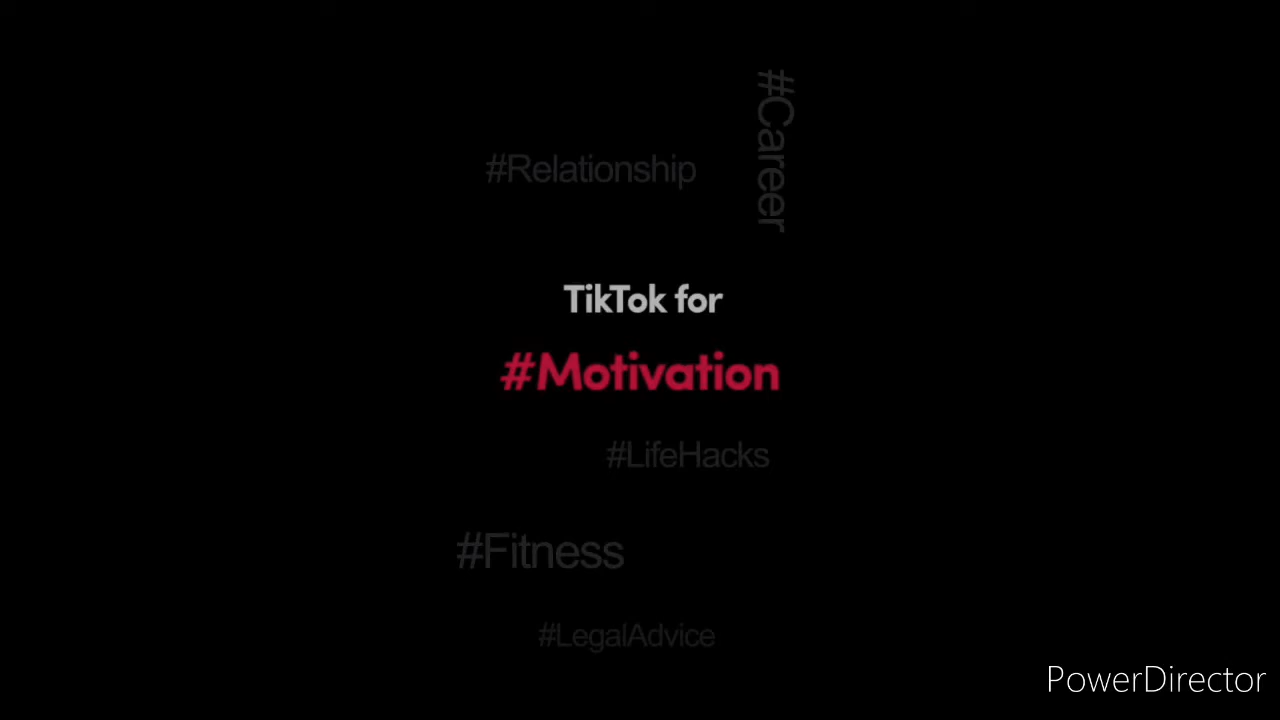 #Career
#Relationship
TikTok for
#Motivation
#LifeHacks
#Fitness
#LegalAdvice
PowerDirector